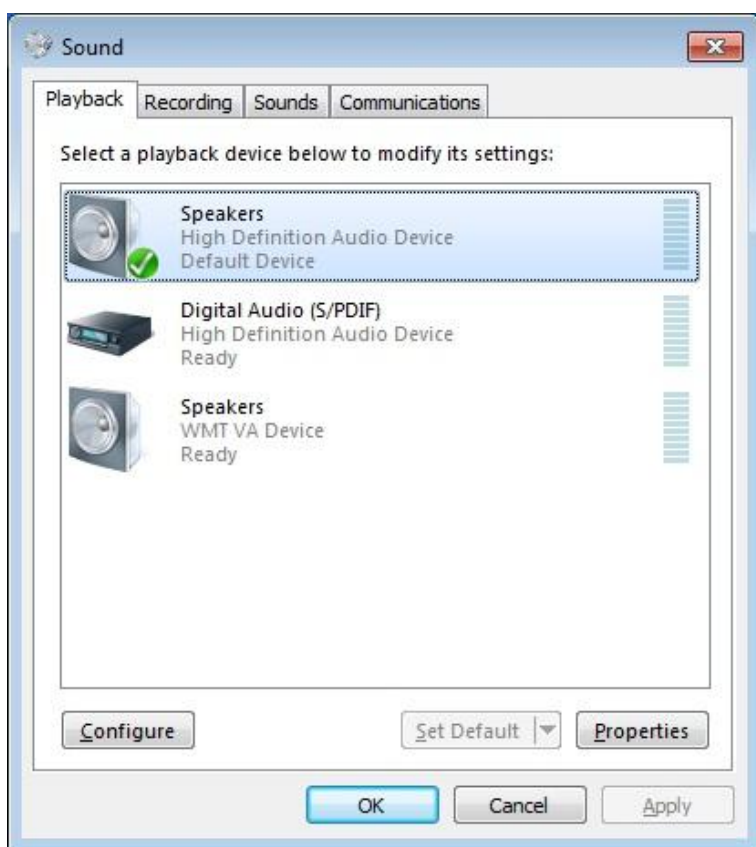 Sound
Playback Recording Sounds Communications
Select a playback device below to modify its settings:
Speakers
High Definition Audio Device
Default Device
Digital Audio (S/PDIF)
High Definition Audio Device
Ready
Speakers
WMT VA Device
Ready
Configure Set Default Properties
OK Cancel Apply